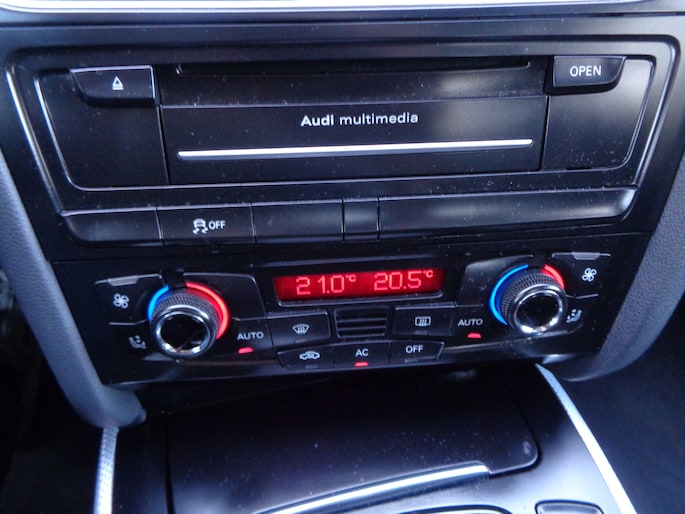 OPEN
Audi multimedia
OFF
21.0°C 20.5°C
AUTO
AUTO
AC
OFF